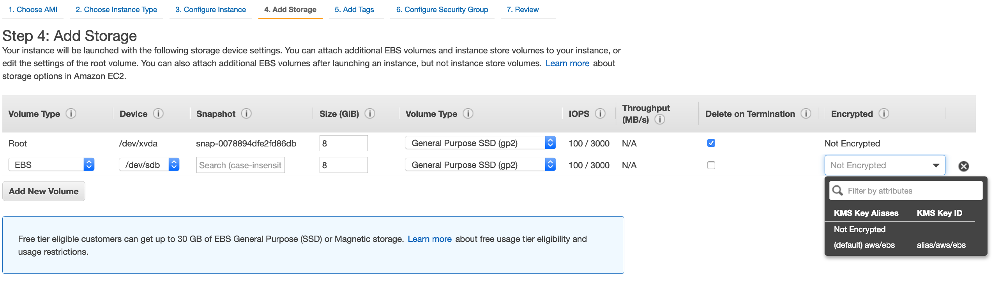 1. Choose AMI 2. Choose Instance Type 3. Configure Instance 4. Add Storage 5. Add Tags 6. Configure Security Group 7. Review
Step 4: Add Storage
Your instance will be launched with the following storage device settings. You can attach additional EBS volumes and instance store volumes to your instance, or
edit the settings of the root volume. You can also attach additional EBS volumes after launching an instance, but not instance store volumes. Learn more about
storage options in Amazon EC2.
Volume Type Device Snapshot Size (GiB) Volume Type IOPS Throughput (MB/s) Delete on Termination Encrypted
Root /dev/xvda snap-0078894dfe2fd86db 8 General Purpose SSD (gp2) 100 / 3000 N/A Not Encrypted
EBS /dev/sdb Search (case-insensit 8 General Purpose SSD (gp2) 100 / 3000 N/A Not Encrypted
Add New Volume
Filter by attributes
KMS Key Aliases KMS Key ID
Not Encrypted
(default) aws/ebs alias/aws/ebs
Free tier eligible customers can get up to 30 GB of EBS General Purpose (SSD) or Magnetic storage. Learn more about free usage tier eligibility and
usage restrictions.